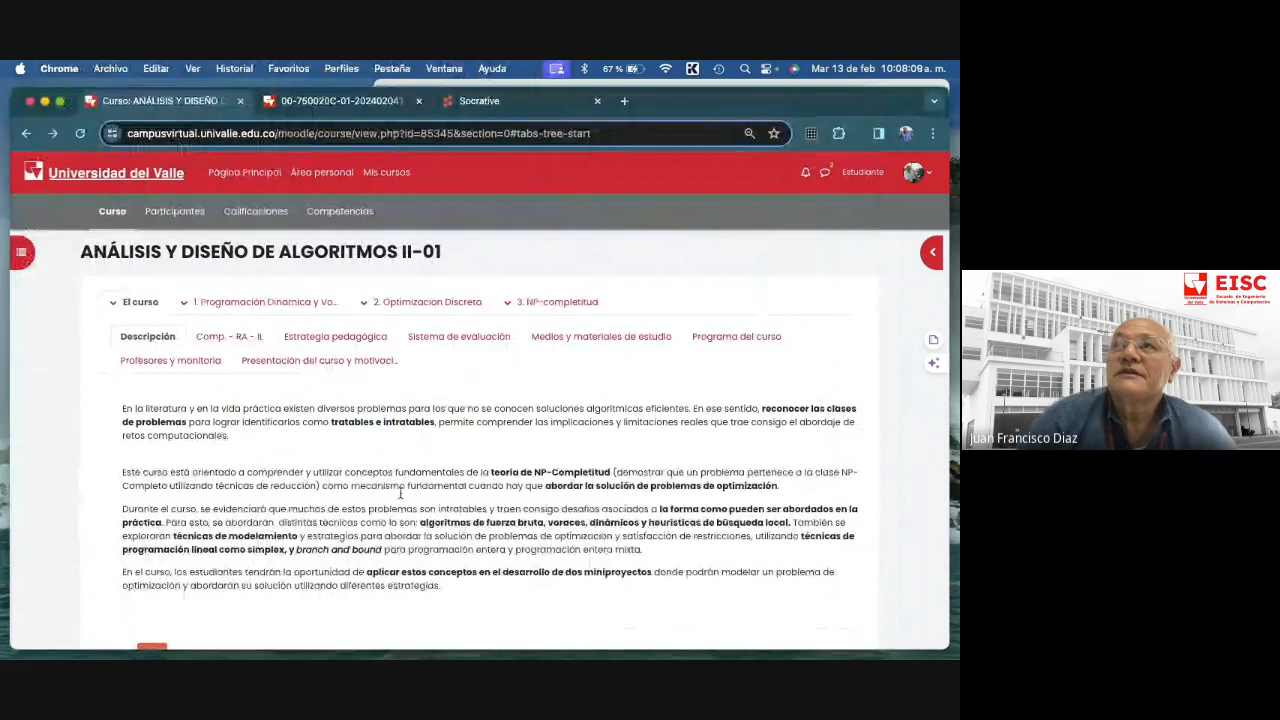 Chrome Archivo Editar Ver Historial Favoritos Perfiles Pestaña Ventana Ayuda 67 % Mar 13 de feb 10:08:09 a. m.
Curso: ANÁLISIS Y DISEÑO 00-750020C-01-202402041 Socrative
campusvirtual.univalle.edu.co/moodle/course/view.php?id=85345&section=0#tabs-tree-start
Universidad del Valle Página Principal Área personal Mis cursos 2 Estudiante
Curso Participantes Calificaciones Competencias
ANÁLISIS Y DISEÑO DE ALGORITMOS II-01
El curso 1. Programación Dinámica y Vo... 2. Optimización Discreta 3. NP-completitud
Descripción Comp. - RA - IL Estrategia pedagógica Sistema de evaluación Medios y materiales de estudio Programa del curso
Profesores y monitoria Presentación del curso y motivaci...
En la literatura y en la vida práctica existen diversos problemas para los que no se conocen soluciones algorítmicas eficientes. En ese sentido, reconocer las clases
de problemas para lograr identificarlos como tratables e intratables, permite comprender las implicaciones y limitaciones reales que trae consigo el abordaje de
retos computacionales.
Este curso está orientado a comprender y utilizar conceptos fundamentales de la teoría de NP-Completitud (demostrar que un problema pertenece a la clase NP-
Completo utilizando técnicas de reducción) como mecanismo fundamental cuando hay que abordar la solución de problemas de optimización.
Durante el curso, se evidenciará que muchos de estos problemas son intratables y traen consigo desafíos asociados a la forma como pueden ser abordados en la
práctica. Para esto, se abordarán distintas técnicas como lo son: algoritmos de fuerza bruta, voraces, dinámicos y heurísticas de búsqueda local. También se
explorarán técnicas de modelamiento y estrategias para abordar la solución de problemas de optimización y satisfacción de restricciones, utilizando técnicas de
programación lineal como simplex, y branch and bound para programación entera y programación entera mixta.
En el curso, los estudiantes tendrán la oportunidad de aplicar estos conceptos en el desarrollo de dos miniproyectos donde podrán modelar un problema de
optimización y abordarán su solución utilizando diferentes estrategias.
EISC
Escuela de Ingeniería
de Sistemas y Computación
Juan Francisco Diaz